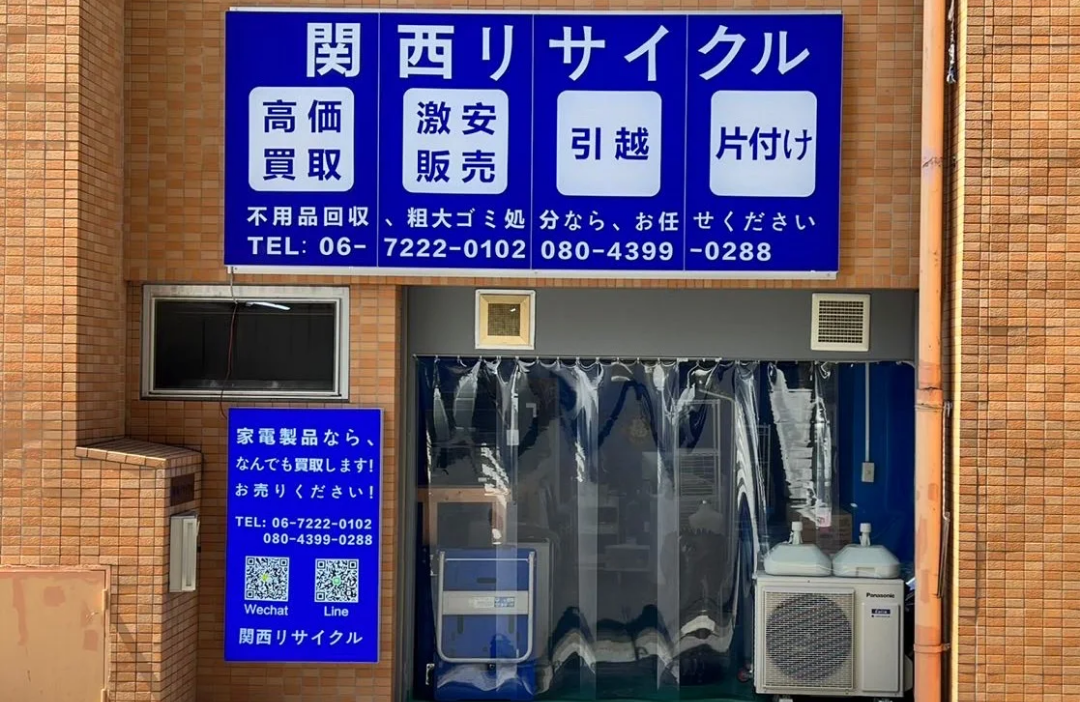 関西リサイクル
高価買取
激安販売
引越
片付け
不用品回収、粗大ゴミ処分なら、お任せください
TEL: 06-7222-0102 080-4399-0288
家電製品なら、
なんでも買取します!
お売りください!
TEL: 06-7222-0102
080-4399-0288
Wechat Line
関西リサイクル
Panasonic